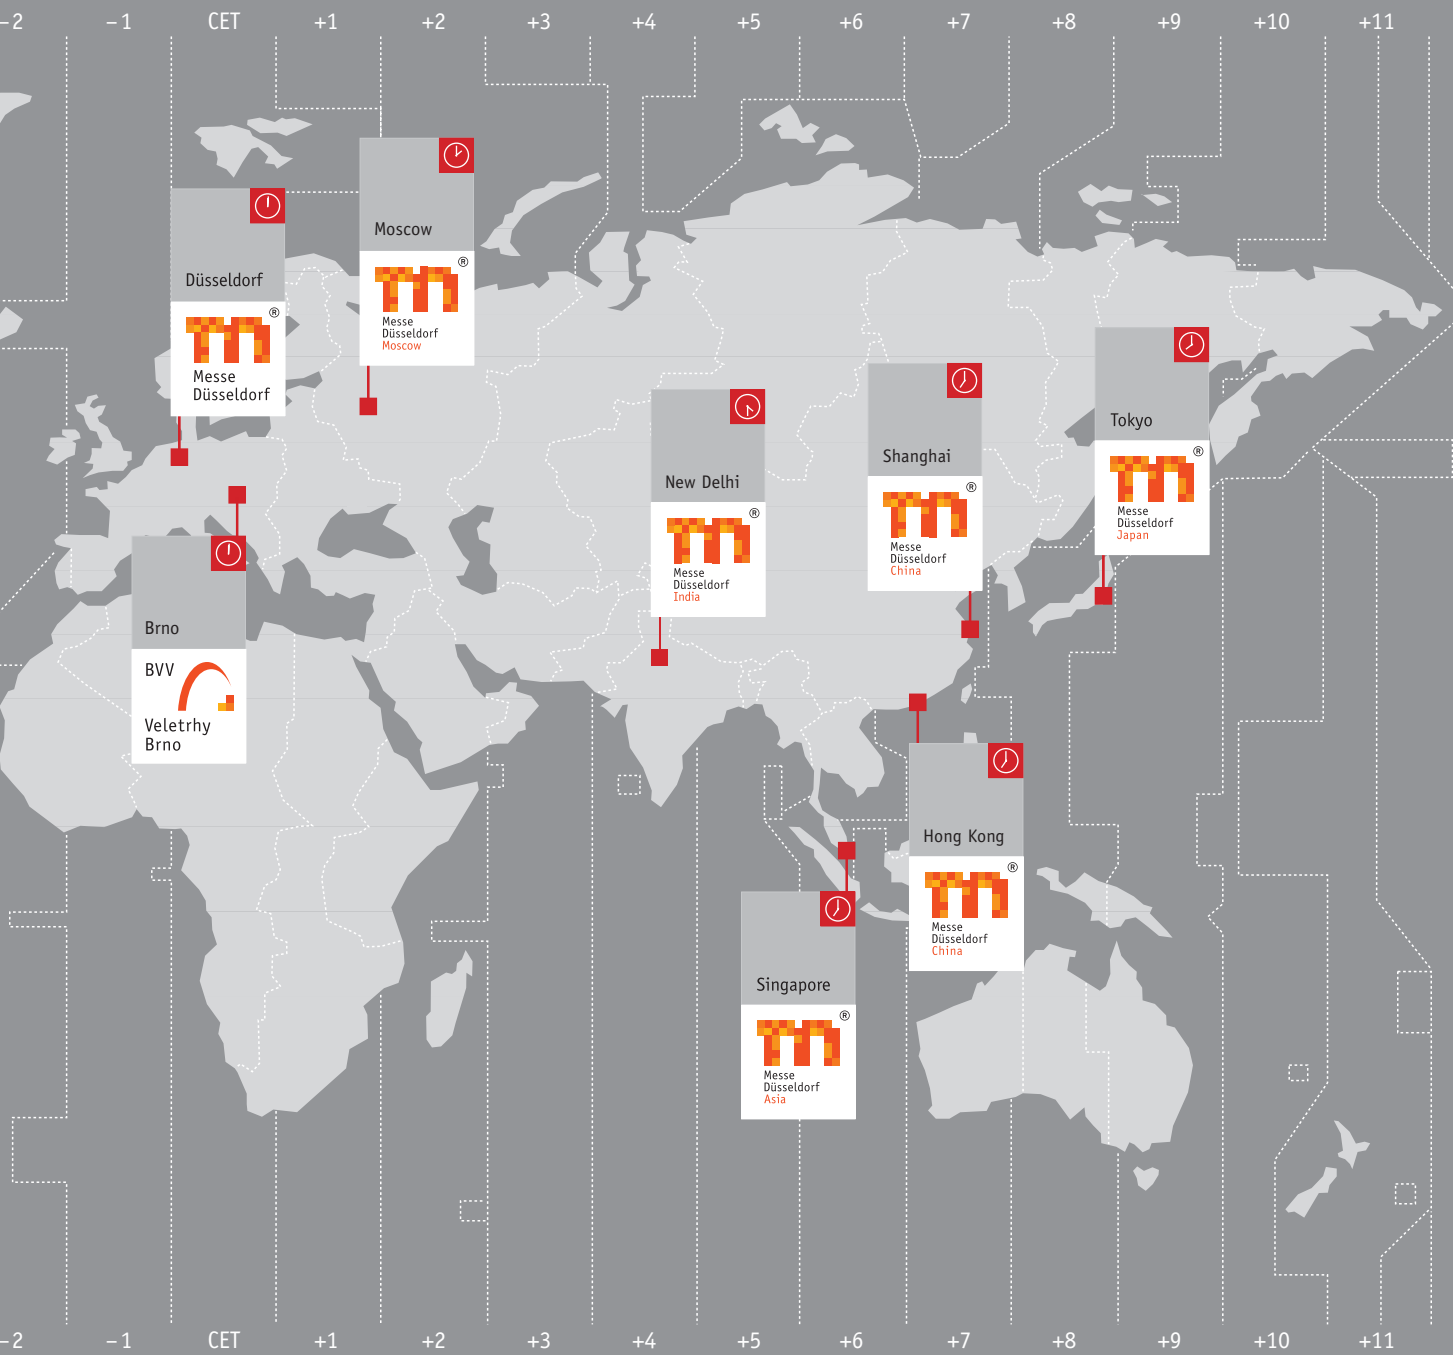 −2 −1 CET +1 +2 +3 +4 +5 +6 +7 +8 +9 +10 +11
Moscow
®
Messe
Düsseldorf
Moscow
Düsseldorf
®
Messe
Düsseldorf
Tokyo
®
Messe
Düsseldorf
Japan
Shanghai
®
Messe
Düsseldorf
China
New Delhi
®
Messe
Düsseldorf
India
Brno
BVV
Veletrhy
Brno
Hong Kong
®
Messe
Düsseldorf
China
Singapore
®
Messe
Düsseldorf
Asia
−2 −1 CET +1 +2 +3 +4 +5 +6 +7 +8 +9 +10 +11